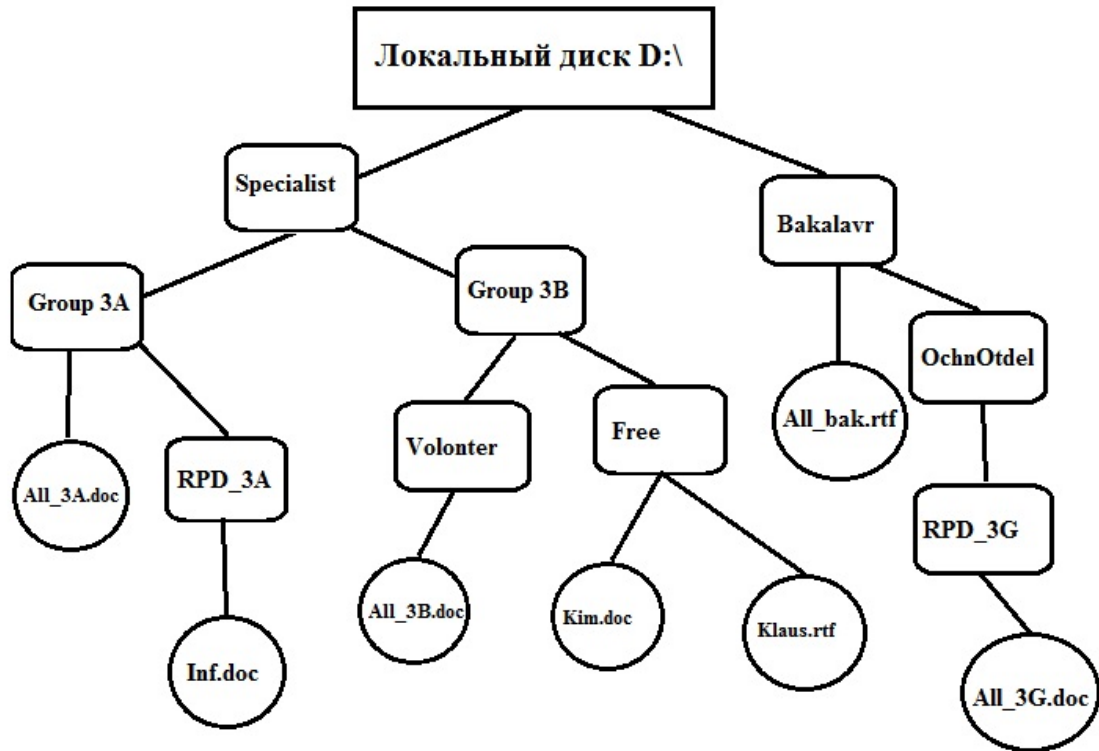 Локальный диск D:\
Specialist
Bakalavr
Group 3A
Group 3B
OchnOtdel
All_bak.rtf
Volonter
Free
All_3A.doc
RPD_3A
RPD_3G
All_3B.doc
Kim.doc
Klaus.rtf
Inf.doc
All_3G.doc